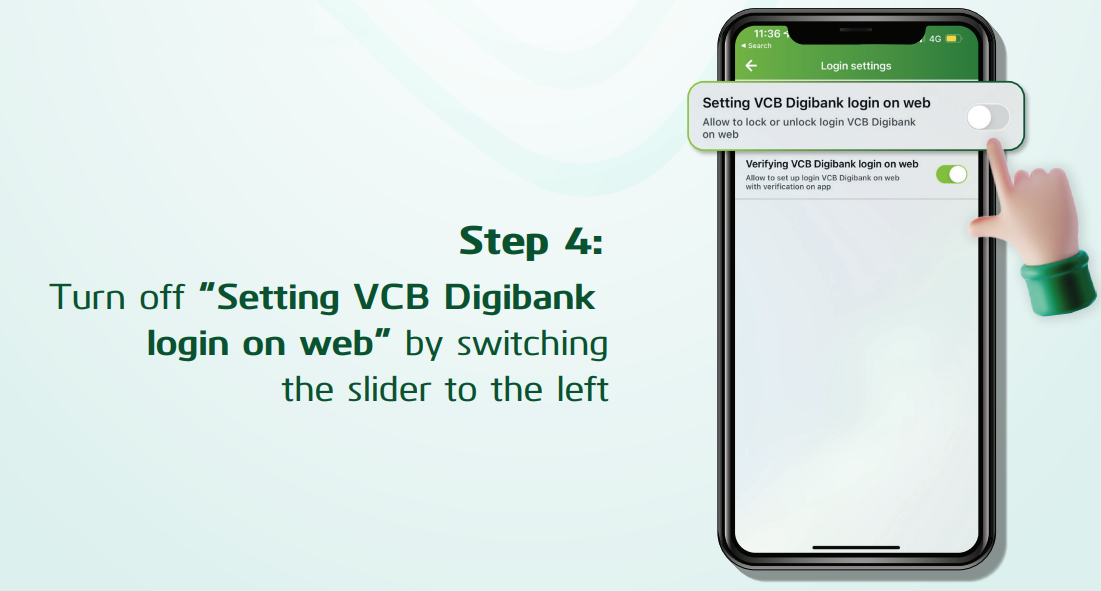 Step 4:
Turn off "Setting VCB Digibank
login on web" by switching
the slider to the left
11:36
◀ Search
4G
Login settings
Setting VCB Digibank login on web
Allow to lock or unlock login VCB Digibank
on web
Verifying VCB Digibank login on web
Allow to set up login VCB Digibank on web
with verification on app